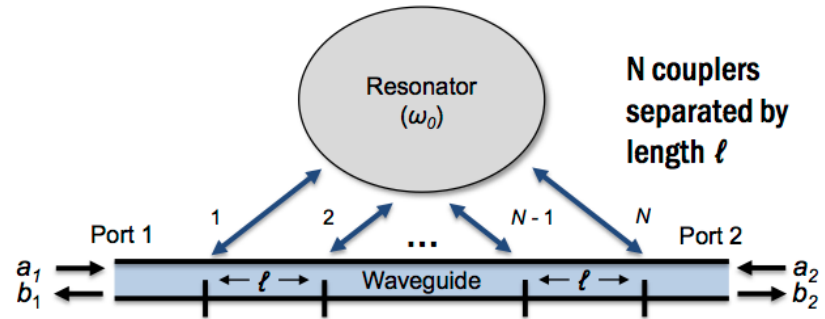 Resonator
(ω₀)
N couplers
separated by
length ℓ
1
2
...
N - 1
N
Port 1
Port 2
a₁
b₁
ℓ
Waveguide
ℓ
a₂
b₂